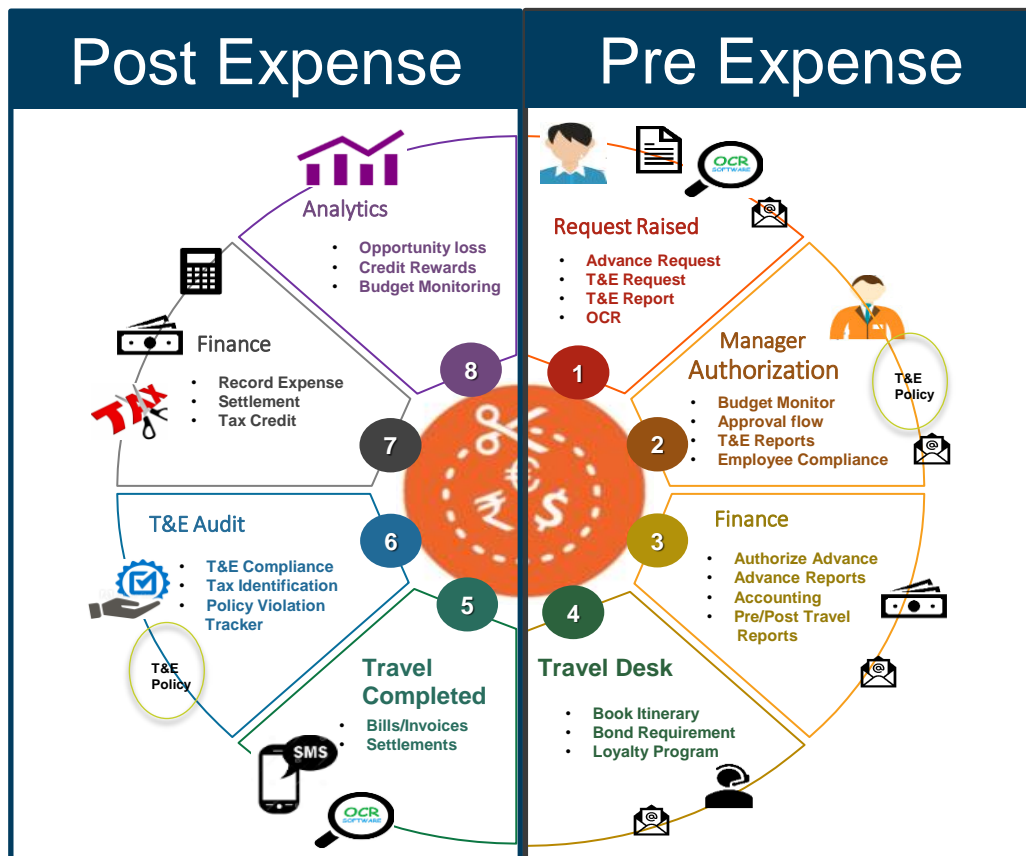 Post Expense
Pre Expense
OCR
SOFTWARE
Request Raised
• Advance Request
• T&E Request
• T&E Report
• OCR
1
Manager
Authorization
• Budget Monitor
• Approval flow
• T&E Reports
• Employee Compliance
2
T&E
Policy
@
@
Finance
• Authorize Advance
• Advance Reports
• Accounting
• Pre/Post Travel
Reports
3
@
Travel Desk
• Book Itinerary
• Bond Requirement
• Loyalty Program
4
@
Travel
Completed
• Bills/Invoices
• Settlements
5
SMS
OCR
SOFTWARE
T&E Audit
• T&E Compliance
• Tax Identification
• Policy Violation
Tracker
6
T&E
Policy
Finance
• Record Expense
• Settlement
• Tax Credit
7
TAX
Analytics
• Opportunity loss
• Credit Rewards
• Budget Monitoring
8
€
₹ $